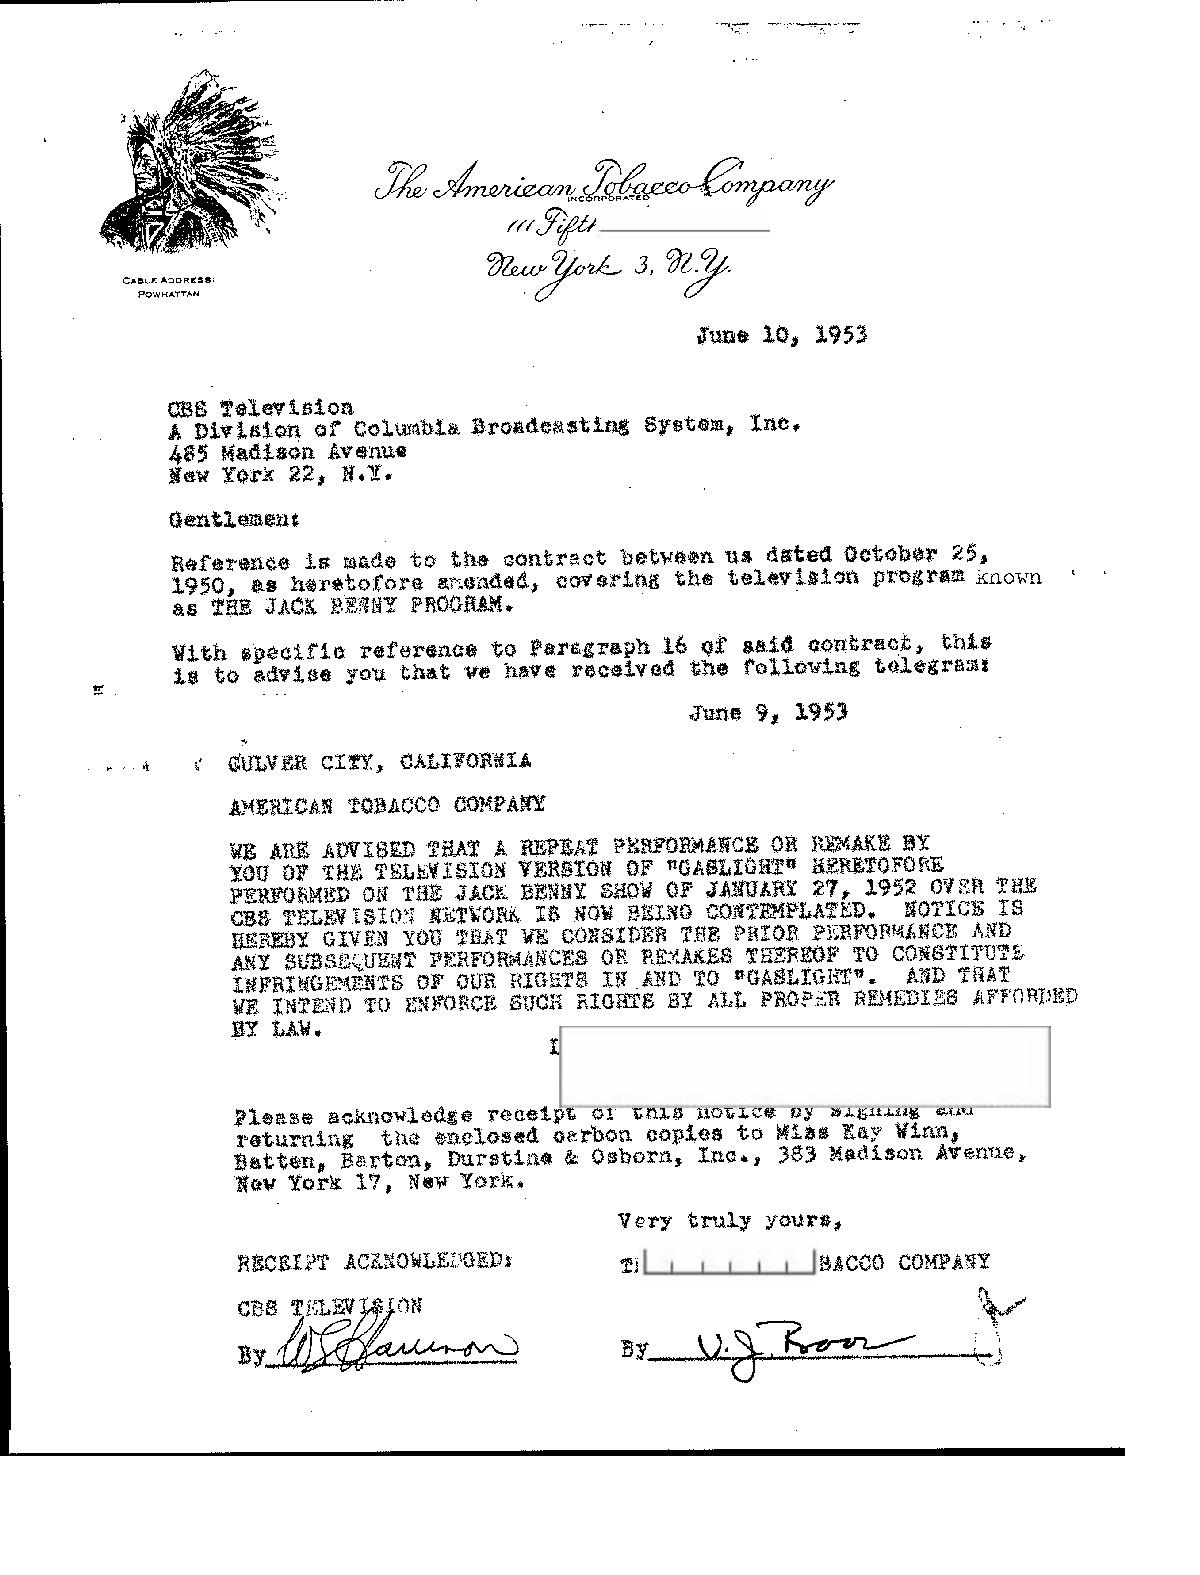 The American Tobacco Company
INCORPORATED
111 Fifth
New York 3, N.Y.
CABLE ADDRESS:
POWHATTAN
June 10, 1953
CBS Television
A Division of Columbia Broadcasting System, Inc.
485 Madison Avenue
New York 22, N.Y.
Gentlemen:
Reference is made to the contract between us dated October 25,
1950, as heretofore amended, covering the television program known
as THE JACK BENNY PROGRAM.
With specific reference to Paragraph 16 of said contract, this
is to advise you that we have received the following telegram:
June 9, 1953
CULVER CITY, CALIFORNIA
AMERICAN TOBACCO COMPANY
WE ARE ADVISED THAT A REPEAT PERFORMANCE OR REMAKE BY
YOU OF THE TELEVISION VERSION OF "GASLIGHT" HERETOFORE
PERFORMED ON THE JACK BENNY SHOW OF JANUARY 27, 1952 OVER THE
CBS TELEVISION NETWORK IS NOW BEING CONTEMPLATED. NOTICE IS
HEREBY GIVEN YOU THAT WE CONSIDER THE PRIOR PERFORMANCE AND
ANY SUBSEQUENT PERFORMANCES OR REMAKES THEREOF TO CONSTITUTE
INFRINGEMENTS OF OUR RIGHTS IN AND TO "GASLIGHT". AND THAT
WE INTEND TO ENFORCE SUCH RIGHTS BY ALL PROPER REMEDIES AFFORDED
BY LAW.
Please acknowledge receipt of this notice by signing and
returning the enclosed carbon copies to Miss Kay Winn,
Batten, Barton, Durstine & Osborn, Inc., 383 Madison Avenue,
New York 17, New York.
Very truly yours,
RECEIPT ACKNOWLEDGED:
BACCO COMPANY
CBS TELEVISION
By
By V. J. Boor